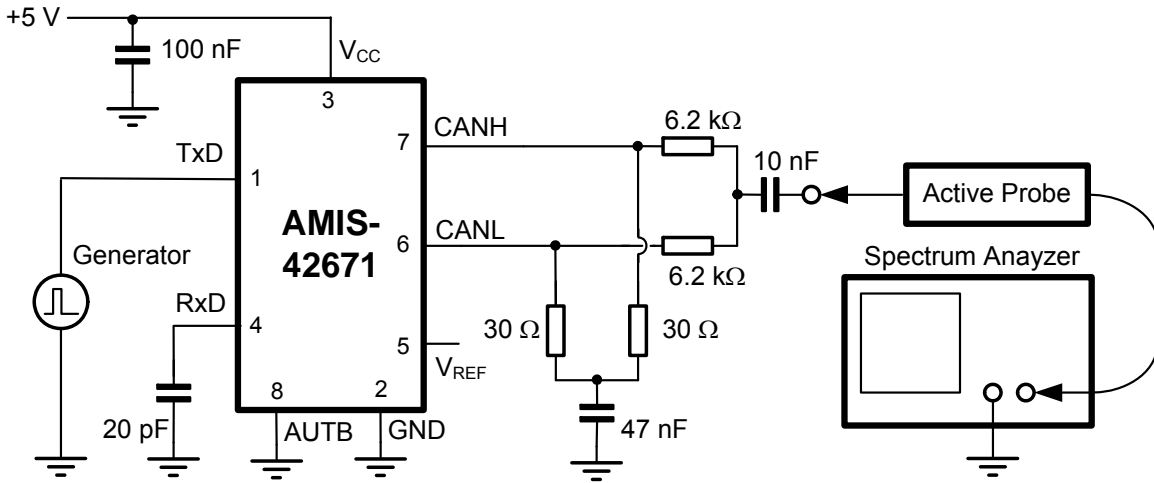 +5 V
100 nF
VCC
3
TxD
1
7
CANH
6.2 kΩ
10 nF
Active Probe
AMIS-
42671
6
CANL
6.2 kΩ
Generator
Spectrum Anayzer
RxD
4
30 Ω
30 Ω
5
VREF
8
2
20 pF
AUTB
GND
47 nF